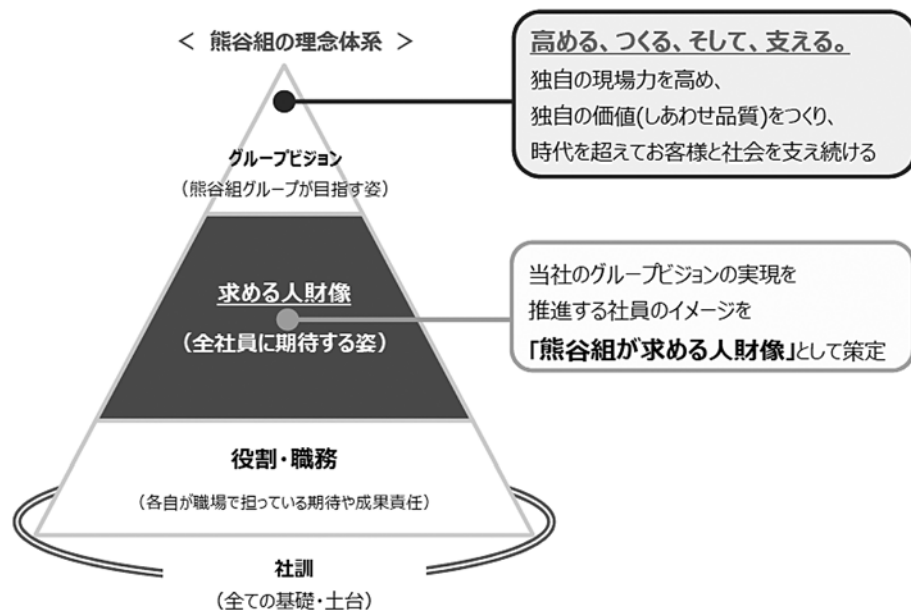 ＜ 熊谷組の理念体系 ＞
高める、つくる、そして、支える。
独自の現場力を高め、
独自の価値(しあわせ品質)をつくり、
時代を超えてお客様と社会を支え続ける
グループビジョン
（熊谷組グループが目指す姿）
求める人財像
（全社員に期待する姿）
当社のグループビジョンの実現を
推進する社員のイメージを
「熊谷組が求める人財像」として策定
役割・職務
（各自が職場で担っている期待や成果責任）
社訓
（全ての基礎・土台）